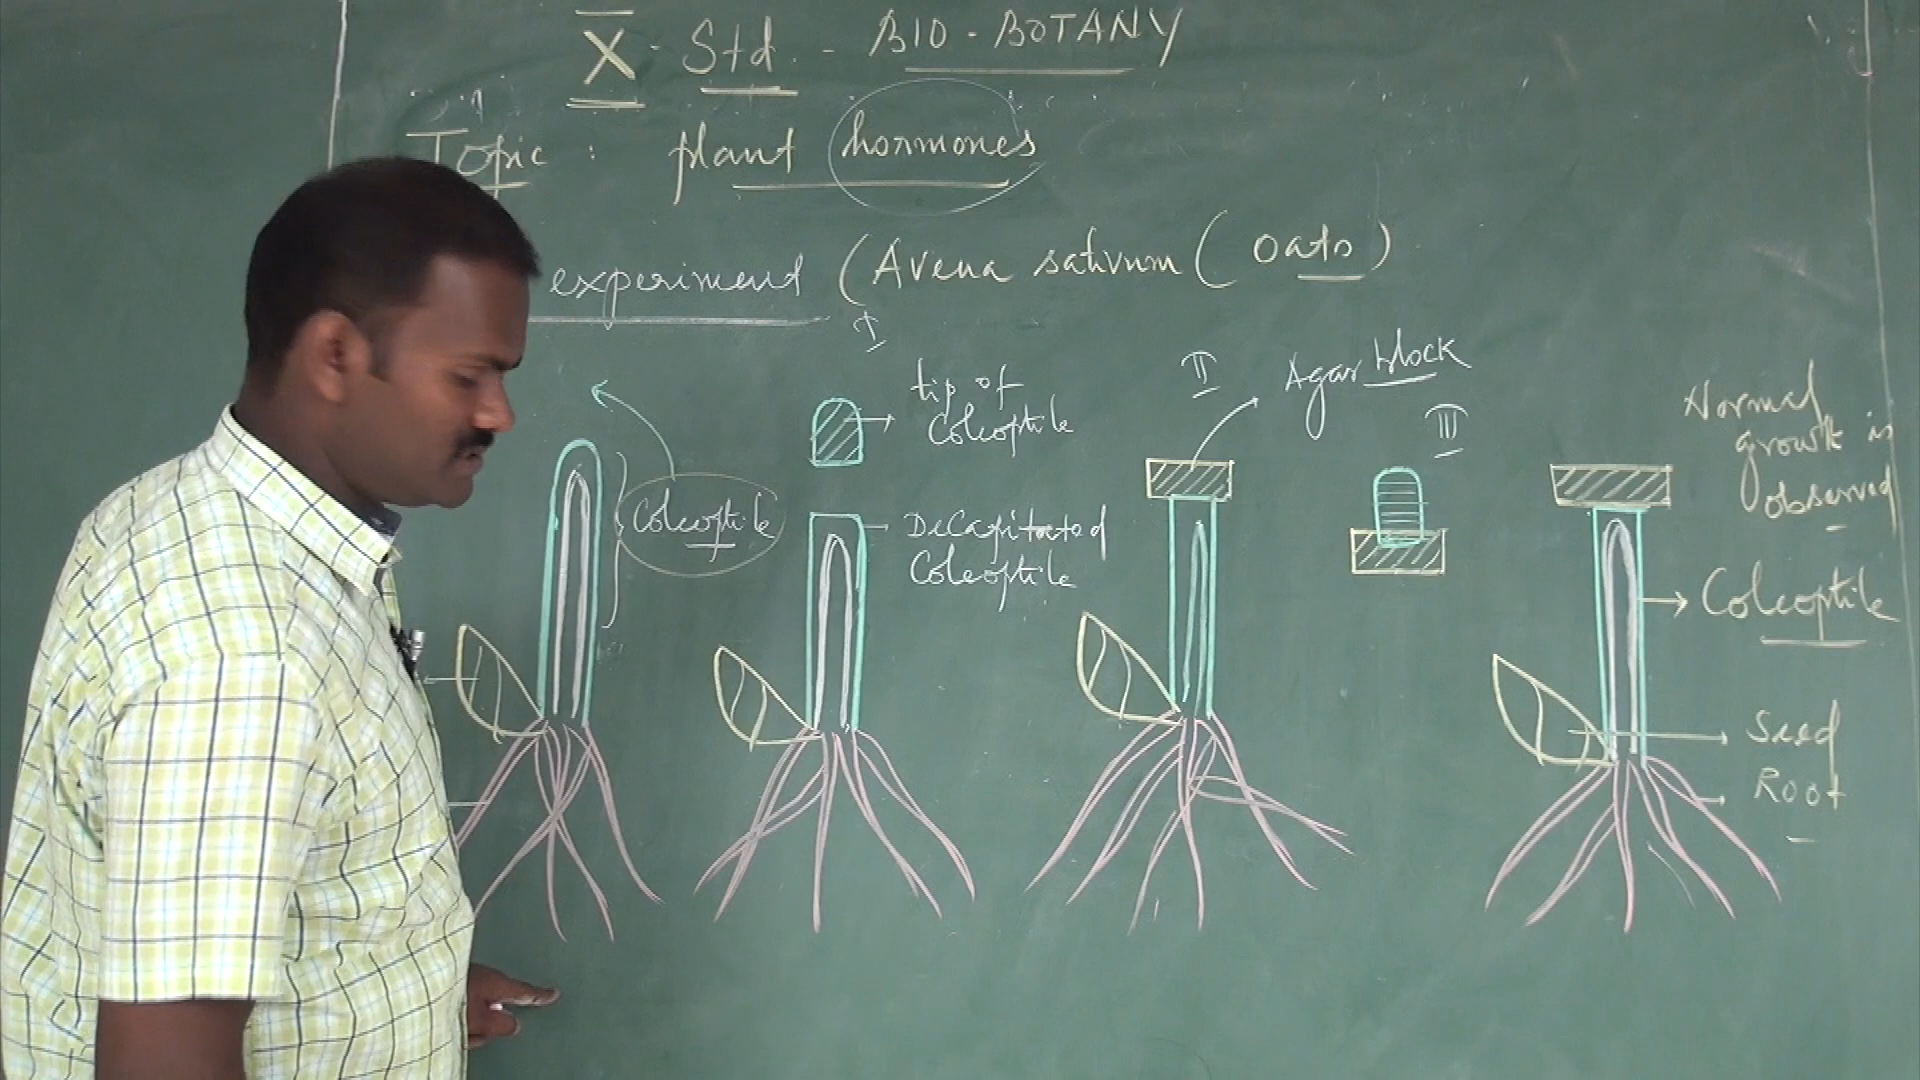 X - Std. - BIO - BOTANY
Topic : plant hormones
experiment (Avena sativum (oats)
I
II
III
tip of
Coleoptile
Agar block
Normal
growth is
observed
Coleoptile
Decapitated
Coleoptile
Coleoptile
Seed
Root